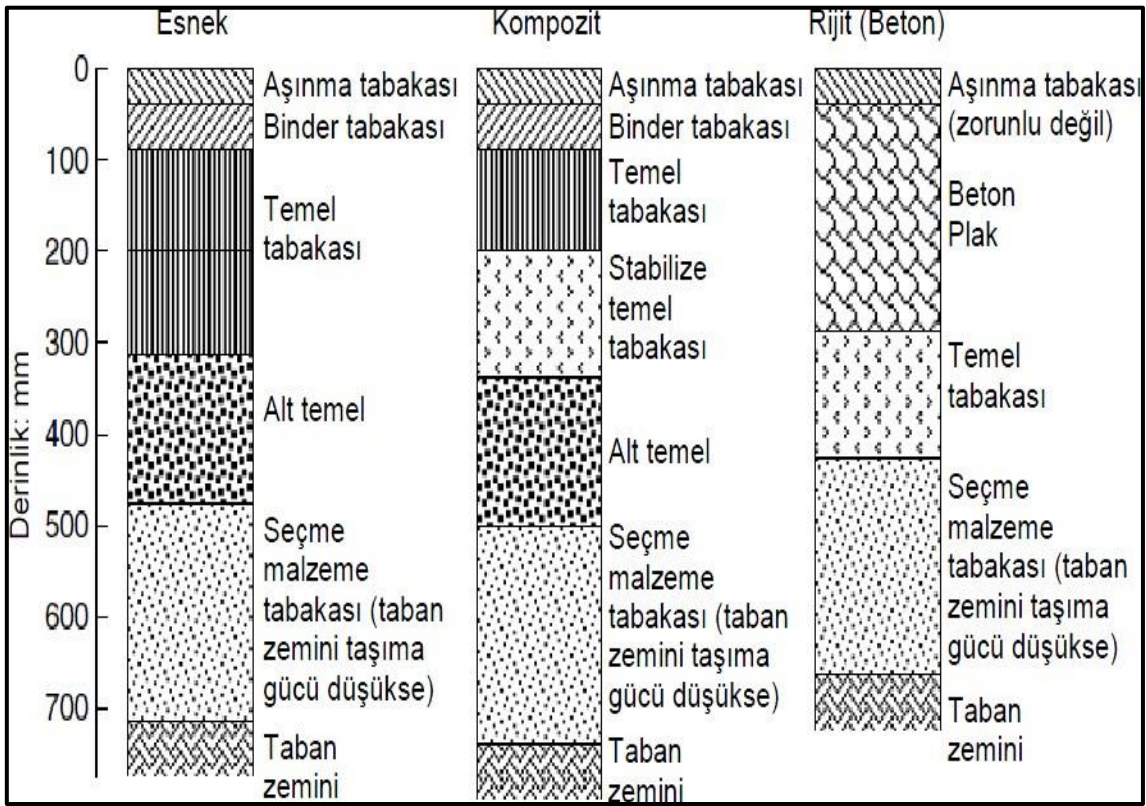 Esnek
Kompozit
Rijit (Beton)
Derinlik: mm
0
100
200
300
400
500
600
700
Aşınma tabakası
Binder tabakası
Temel
tabakası
Alt temel
Seçme
malzeme
tabakası (taban
zemini taşıma
gücü düşükse)
Taban
zemini
Aşınma tabakası
Binder tabakası
Temel
tabakası
Stabilize
temel
tabakası
Alt temel
Seçme
malzeme
tabakası (taban
zemini taşıma
gücü düşükse)
Taban
zemini
Aşınma tabakası
(zorunlu değil)
Beton
Plak
Temel
tabakası
Seçme
malzeme
tabakası (taban
zemini taşıma
gücü düşükse)
Taban
zemini